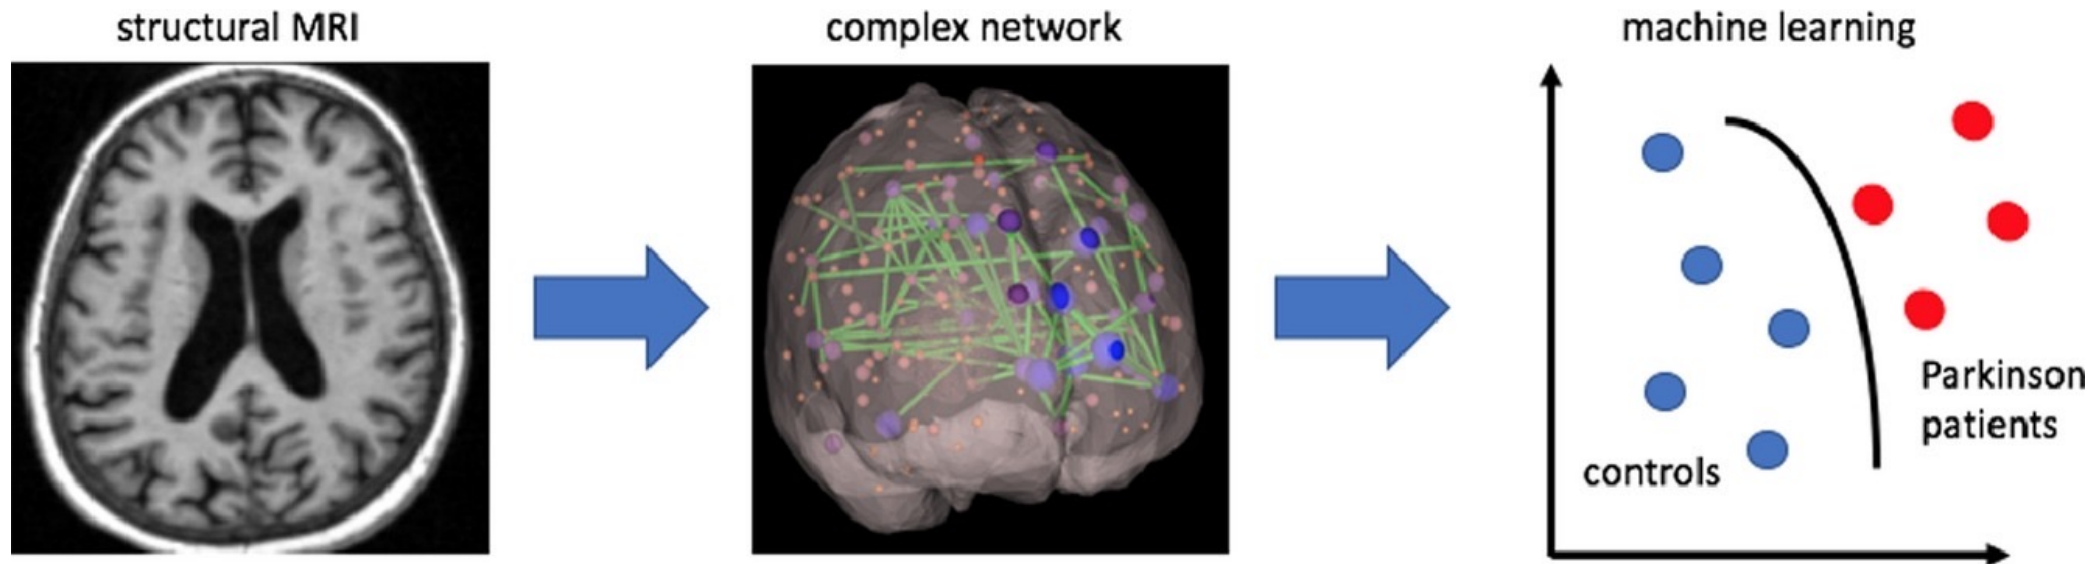 structural MRI
complex network
machine learning
Parkinson
patients
controls